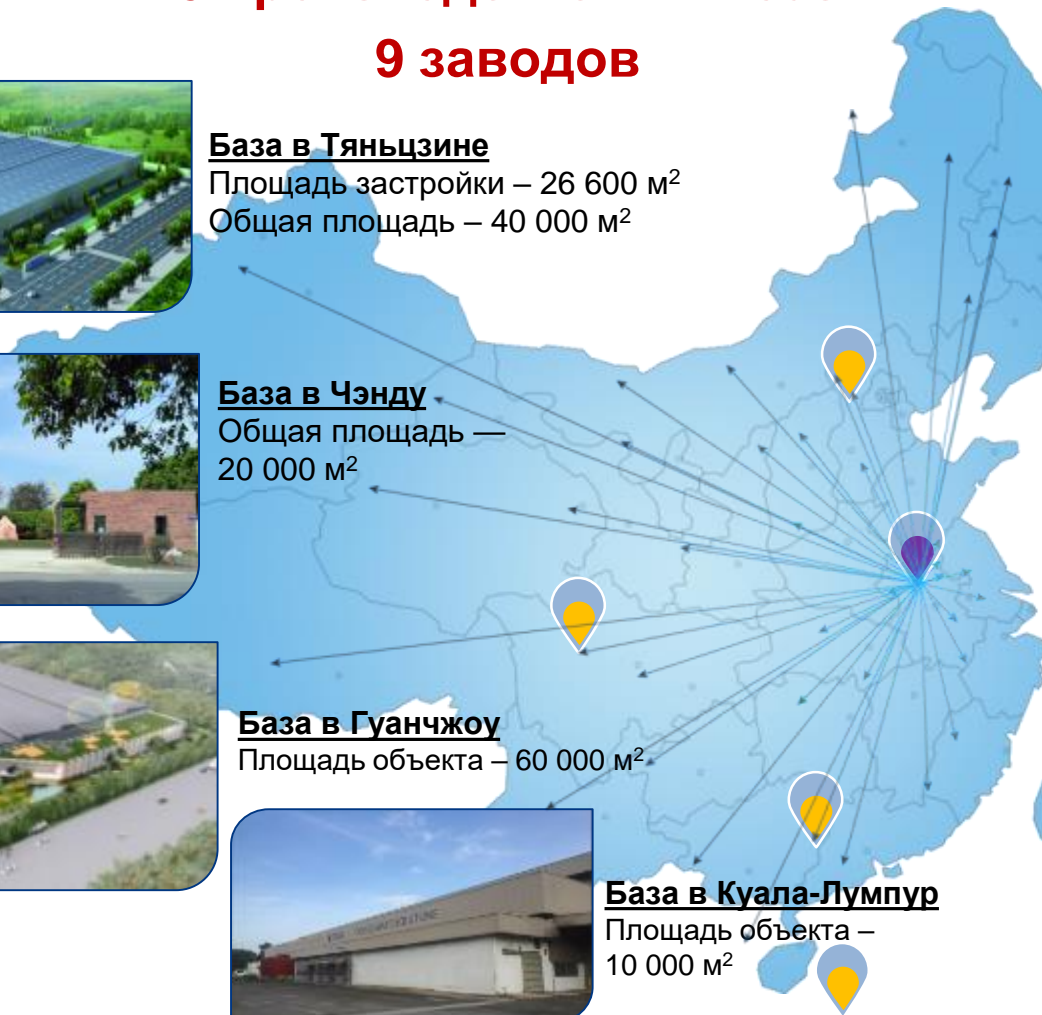 9 заводов
База в Тяньцзине
Площадь застройки – 26 600 м²
Общая площадь – 40 000 м²
База в Чэнду
Общая площадь —
20 000 м²
База в Гуанчжоу
Площадь объекта – 60 000 м²
База в Куала-Лумпур
Площадь объекта –
10 000 м²